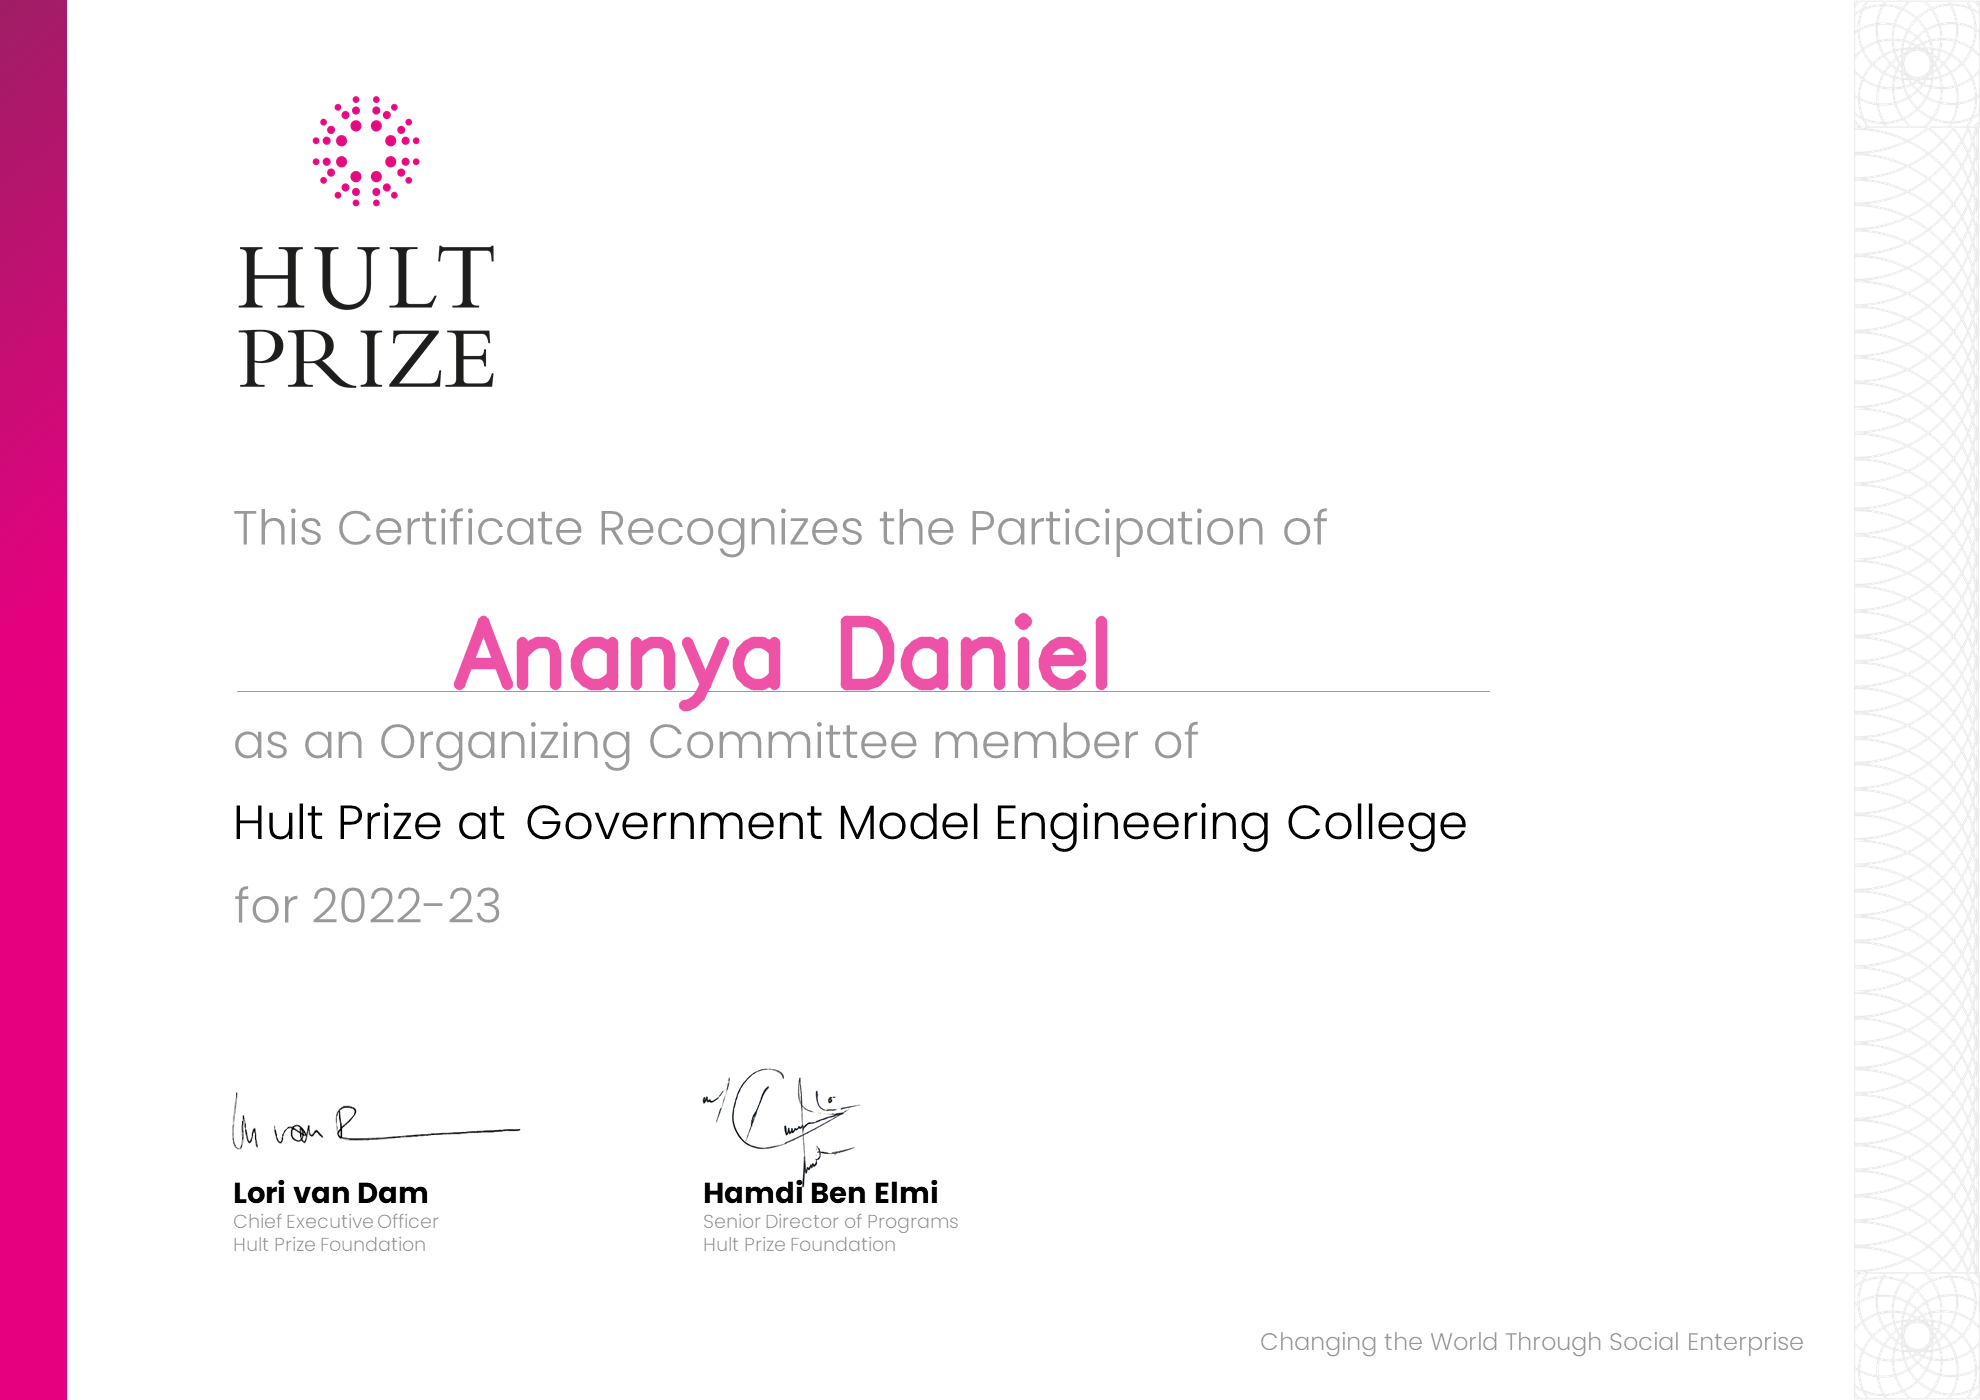 HULT
PRIZE
This Certificate Recognizes the Participation of
Ananya Daniel
as an Organizing Committee member of
Hult Prize at Government Model Engineering College
for 2022-23
Lori van Dam
Chief Executive Officer
Hult Prize Foundation
Hamdi Ben Elmi
Senior Director of Programs
Hult Prize Foundation
Changing the World Through Social Enterprise